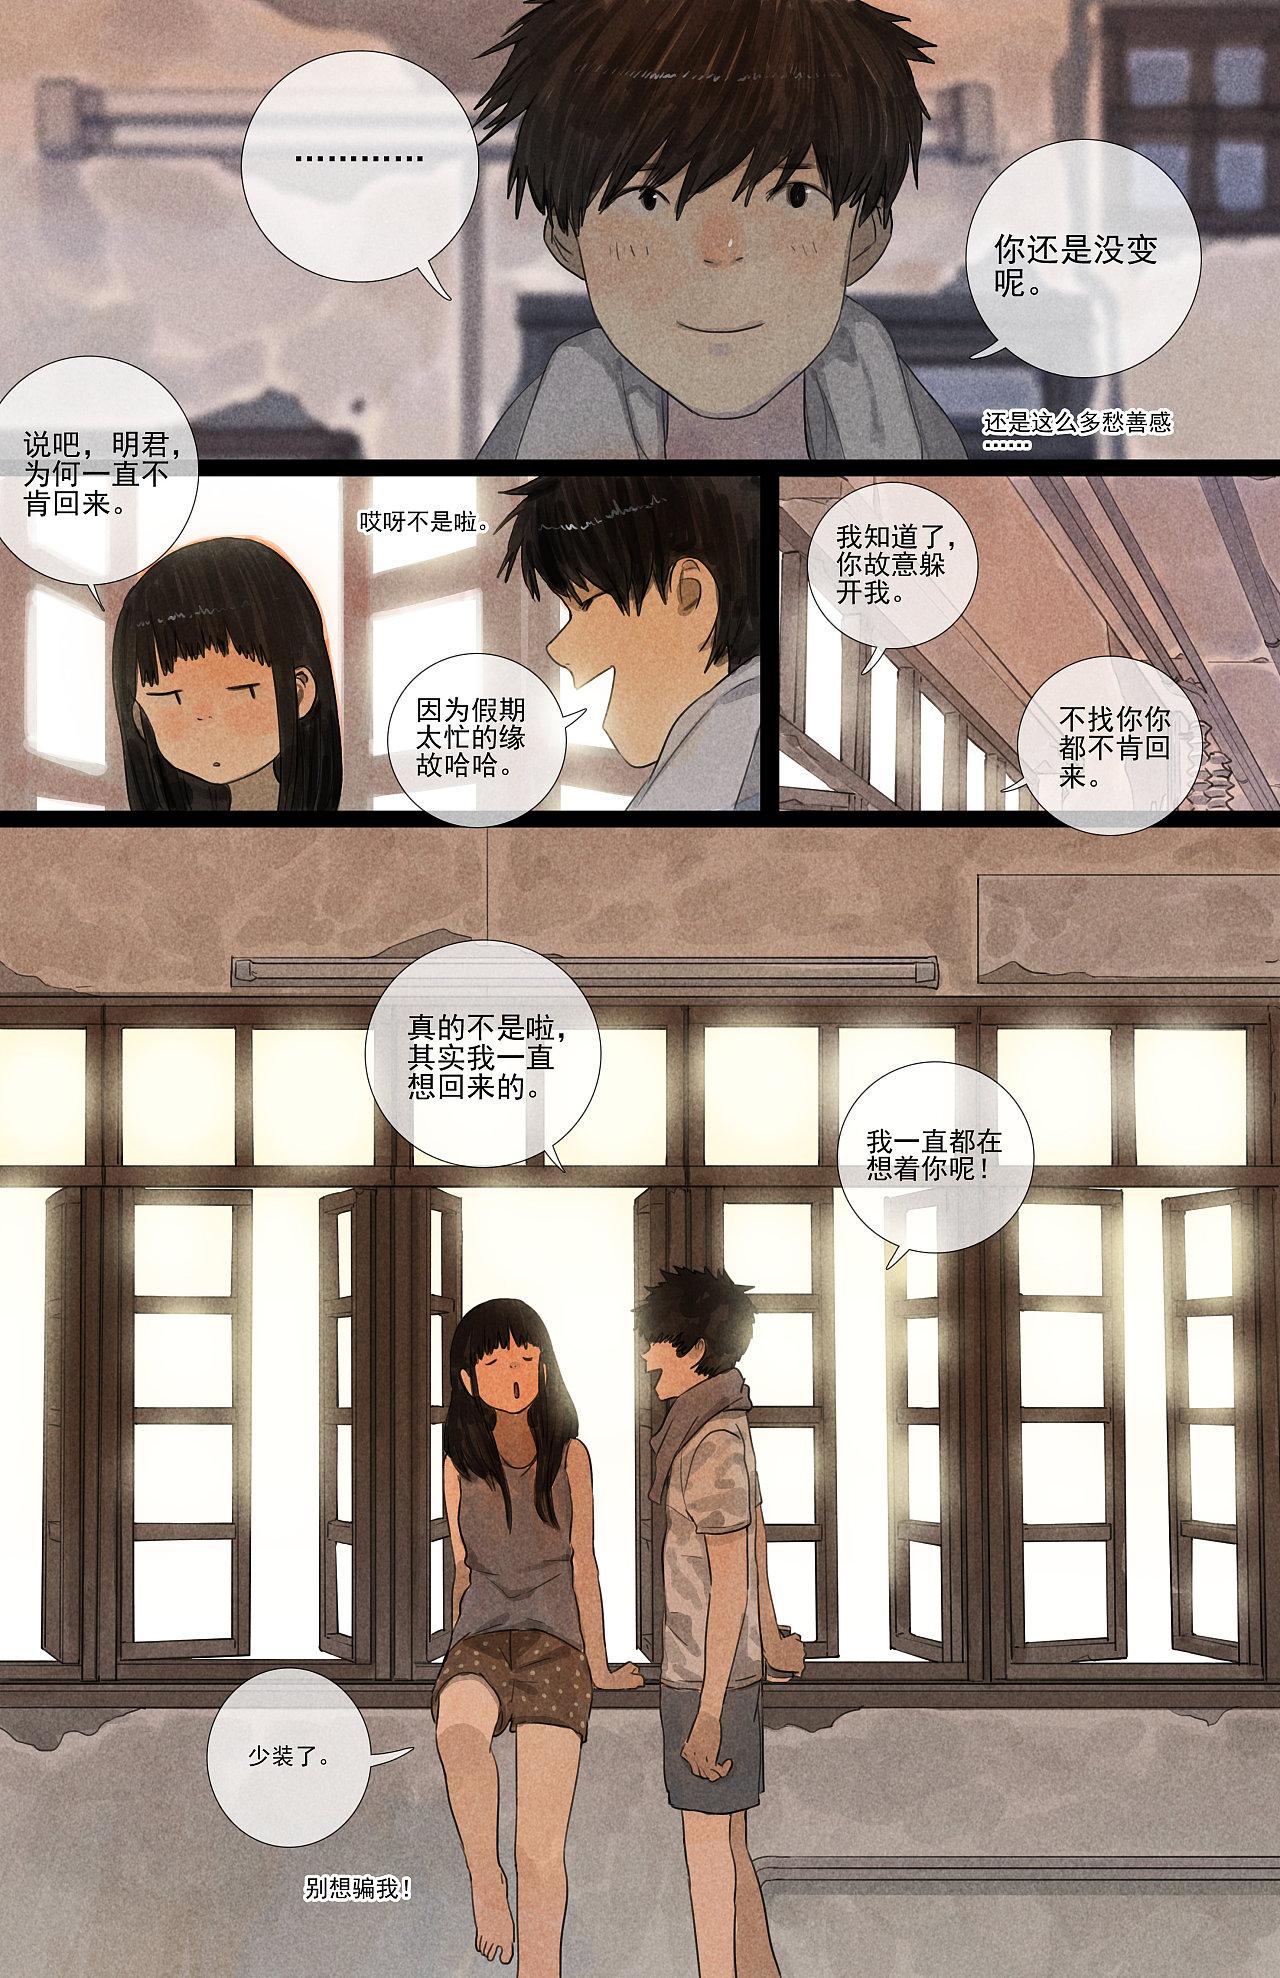 …………
你还是没变
呢。
还是这么多愁善感
……
说吧，明君，
为何一直不
肯回来。
哎呀不是啦。
因为假期
太忙的缘
故哈哈。
我知道了，
你故意躲
开我。
不找你你
都不肯回
来。
真的不是啦，
其实我一直
想回来的。
我一直都在
想着你呢！
少装了。
别想骗我！